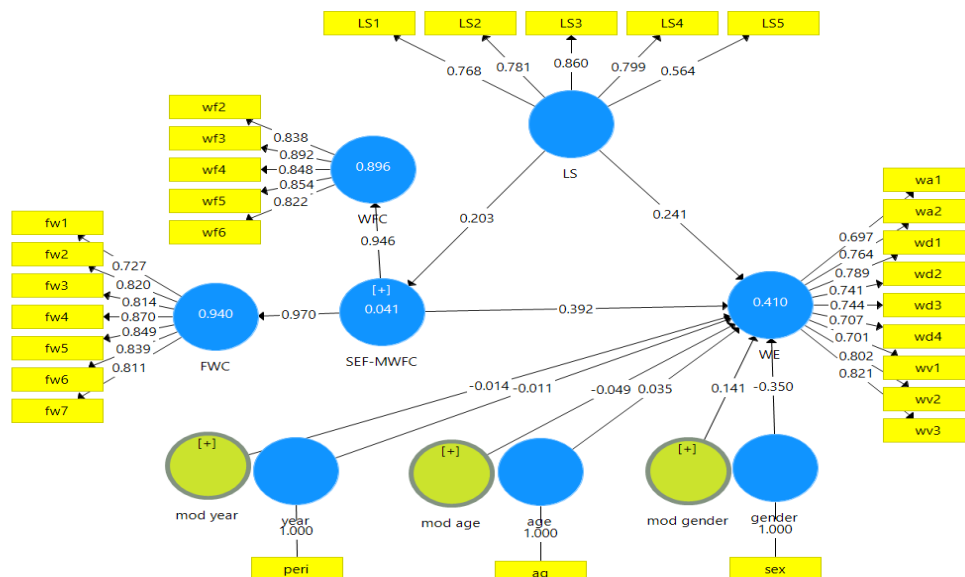 LS1 LS2 LS3 LS4 LS5
0.768 0.781 0.860 0.799 0.564
LS
wf2
wf3
wf4
wf5
wf6
0.838
0.892
0.848
0.854
0.822
0.896
WFC
0.946
0.203
0.241
fw1
fw2
fw3
fw4
fw5
fw6
fw7
0.727
0.820
0.814
0.870
0.849
0.839
0.811
0.940
FWC
0.970
[+]
0.041
SEF-MWFC
0.392
0.410
WE
wa1
wa2
wd1
wd2
wd3
wd4
wv1
wv2
wv3
0.697
0.764
0.789
0.741
0.744
0.707
0.701
0.802
0.821
-0.014 -0.011 -0.049 0.035 0.141 -0.350
[+]
mod year
year
1.000
peri
[+]
mod age
age
1.000
ag
[+]
mod gender
gender
1.000
sex